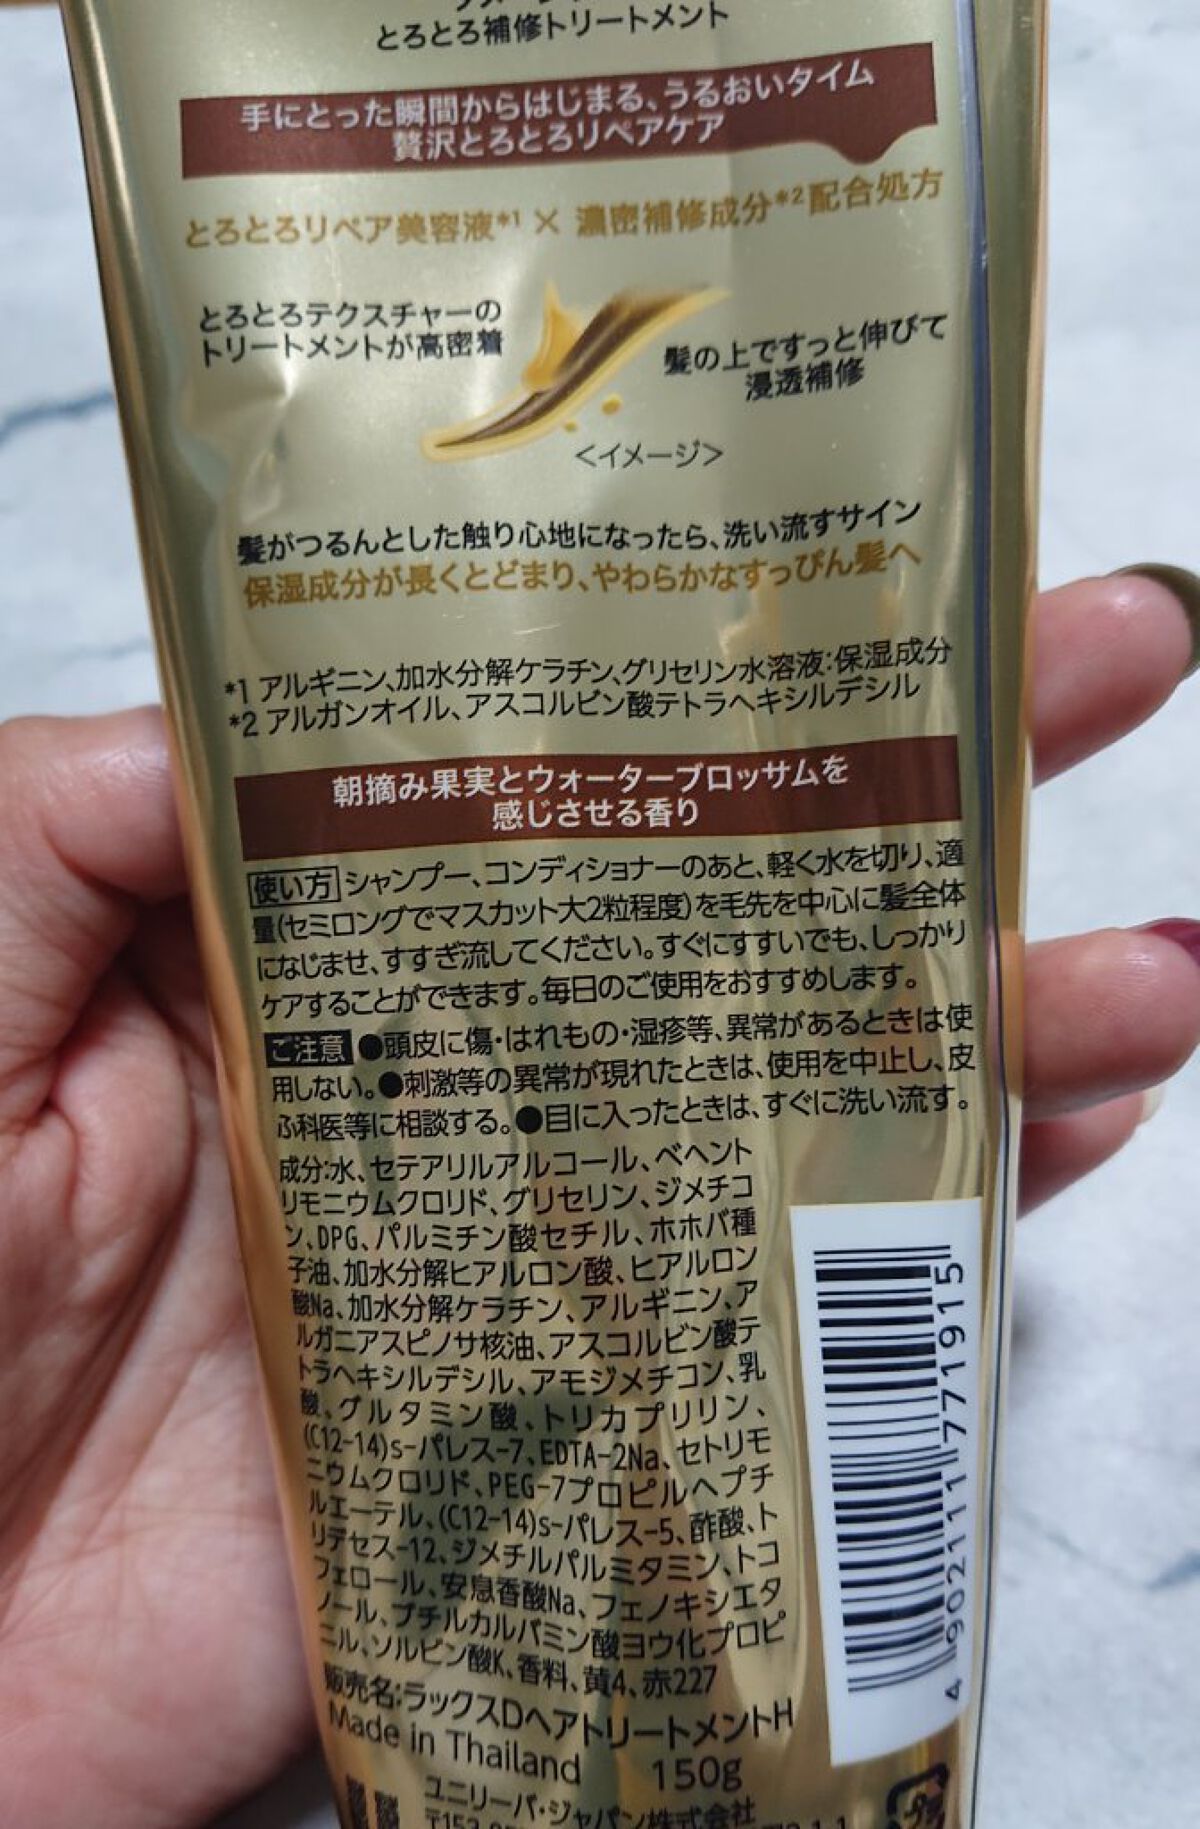 とろとろ補修トリートメント
手にとった瞬間からはじまる、うるおいタイム
贅沢とろとろリペアケア
とろとろリペア美容液*1 × 濃密補修成分*2配合処方
とろとろテクスチャーの
トリートメントが高密着
髪の上ですっと伸びて
浸透補修
<イメージ>
髪がつるんとした触り心地になったら、洗い流すサイン
保湿成分が長くとどまり、やわらかなすっぴん髪へ
*1 アルギニン、加水分解ケラチン、グリセリン水溶液:保湿成分
*2 アルガンオイル、アスコルビン酸テトラヘキシルデシル
朝摘み果実とウォーターブロッサムを
感じさせる香り
使い方 シャンプー、コンディショナーのあと、軽く水を切り、適
量(セミロングでマスカット大2粒程度)を毛先を中心に髪全体
になじませ、すすぎ流してください。すぐにすすいでも、しっかり
ケアすることができます。毎日のご使用をおすすめします。
ご注意 ●頭皮に傷・はれもの・湿疹等、異常があるときは使
用しない。●刺激等の異常が現れたときは、使用を中止し、皮
ふ科医等に相談する。●目に入ったときは、すぐに洗い流す。
成分:水、セテアリルアルコール、ベヘント
リモニウムクロリド、グリセリン、ジメチコ
ン、DPG、パルミチン酸セチル、ホホバ種
子油、加水分解ヒアルロン酸、ヒアルロン
酸Na、加水分解ケラチン、アルギニン、ア
ルガニアスピノサ核油、アスコルビン酸テ
トラヘキシルデシル、アモジメチコン、乳
酸、グルタミン酸、トリカプリリン、
(C12-14)s-パレス-7、EDTA-2Na、セトリモ
ニウムクロリド、PEG-7プロピルヘプチ
ルエーテル、(C12-14)s-パレス-5、酢酸、ト
リデセス-12、ジメチルパルミタミン、トコ
フェロール、安息香酸Na、フェノキシエタ
ノール、ブチルカルバミン酸ヨウ化プロピ
ニル、ソルビン酸K、香料、黄4、赤227
販売名:ラックスDヘアトリートメントH
Made in Thailand 150g
ユニリーバ・ジャパン株式会社
4 902111 771915